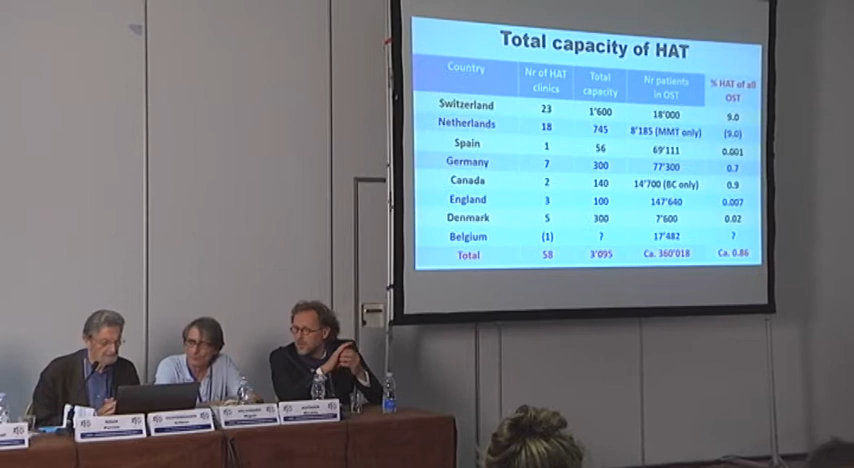 Total capacity of HAT
Country Nr of HAT clinics Total capacity Nr patients in OST % HAT of all OST
Switzerland 23 1'600 18'000 9.0
Netherlands 18 745 8'185 (MMT only) (9.0)
Spain 1 56 69'111 0.001
Germany 7 300 77'300 0.7
Canada 2 140 14'700 (BC only) 0.9
England 3 100 147'640 0.007
Denmark 5 300 7'600 0.02
Belgium (1) ? 17'482 ?
Total 58 3'095 Ca. 360'018 Ca. 0.86